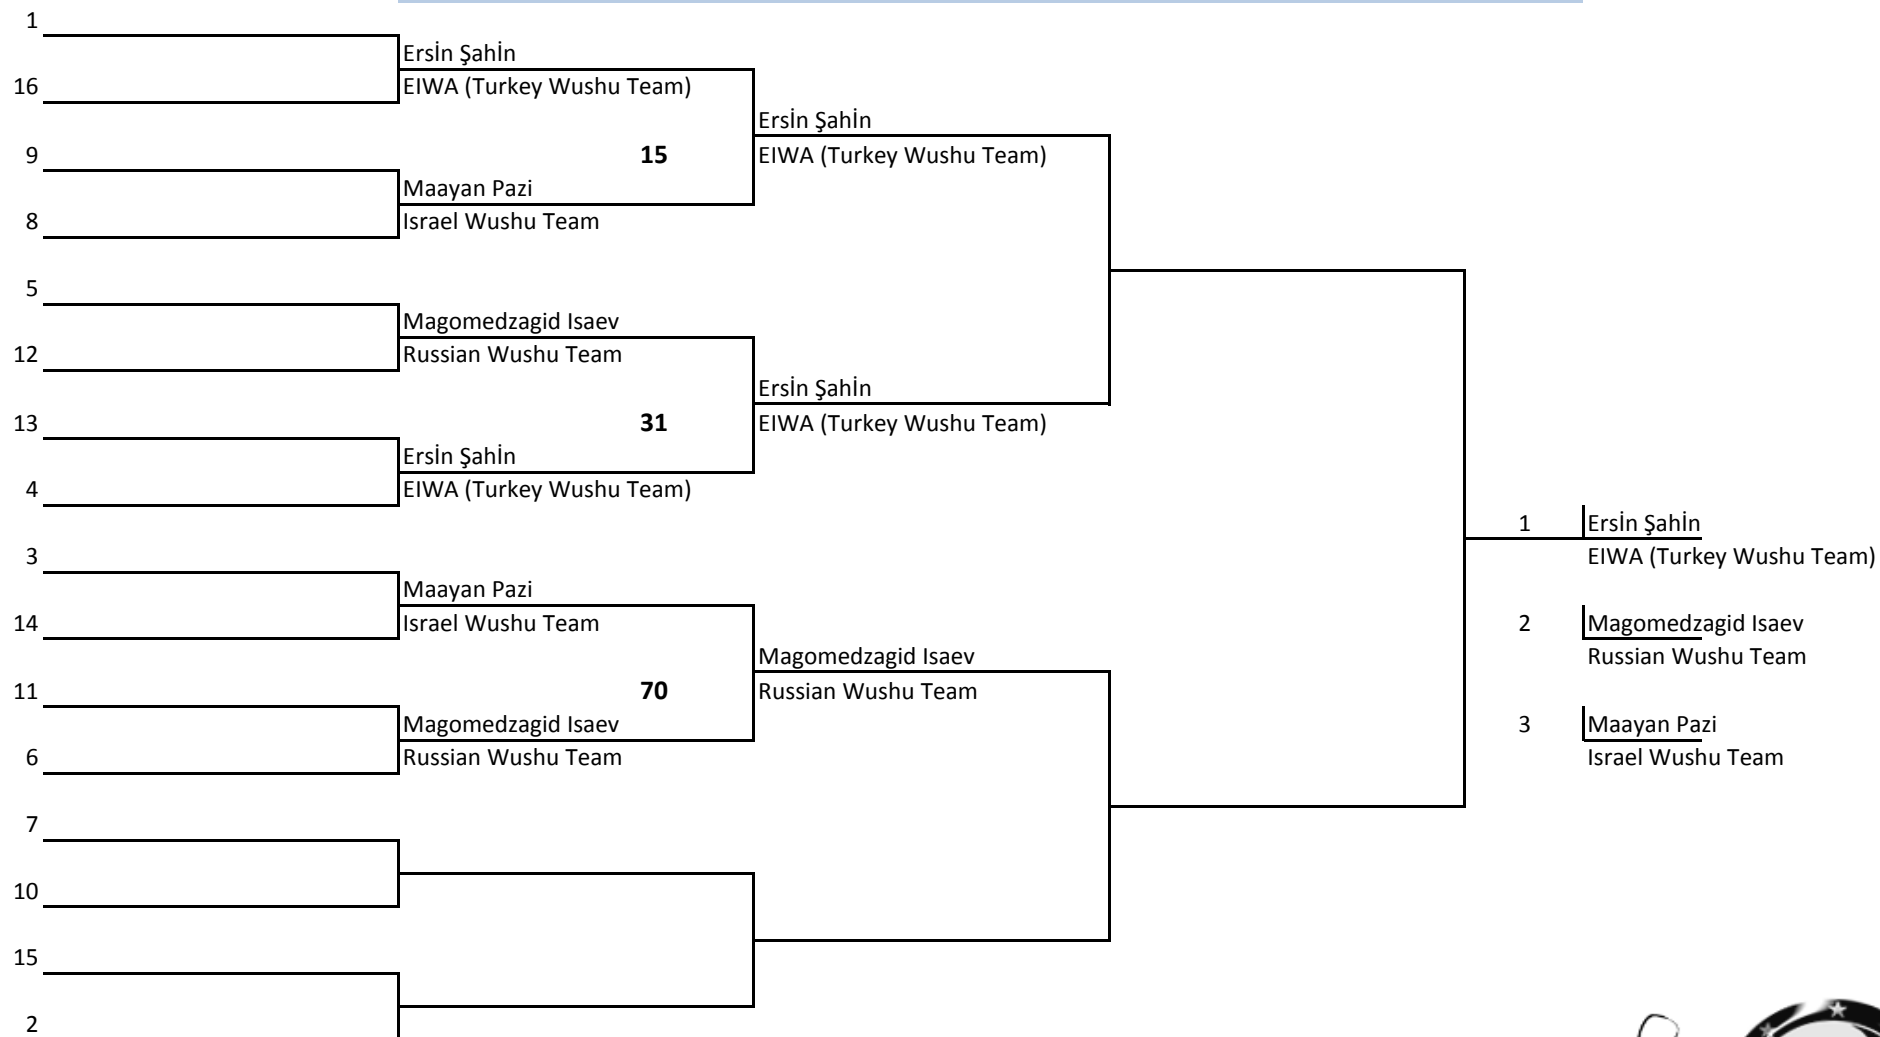 1
Ersİn Şahİn
16
EIWA (Turkey Wushu Team)
Ersİn Şahİn
9
15
EIWA (Turkey Wushu Team)
Maayan Pazi
8
Israel Wushu Team
5
Magomedzagid Isaev
12
Russian Wushu Team
Ersİn Şahİn
13
31
EIWA (Turkey Wushu Team)
Ersİn Şahİn
4
EIWA (Turkey Wushu Team)
1
Ersİn Şahİn
3
EIWA (Turkey Wushu Team)
Maayan Pazi
14
Israel Wushu Team
2
Magomedzagid Isaev
Magomedzagid Isaev
Russian Wushu Team
11
70
Russian Wushu Team
Magomedzagid Isaev
3
Maayan Pazi
6
Russian Wushu Team
Israel Wushu Team
7
10
15
2